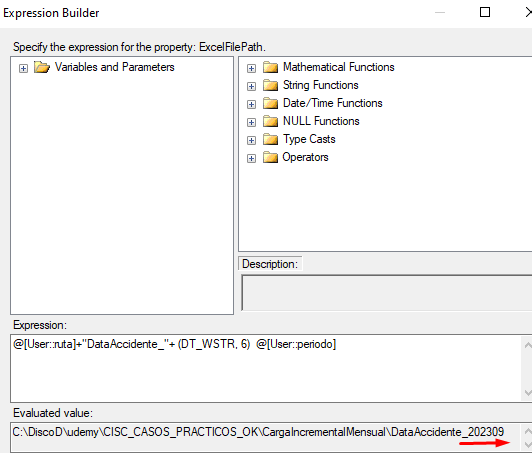 Expression Builder
Specify the expression for the property: ExcelFilePath.
Variables and Parameters
Mathematical Functions
String Functions
Date/Time Functions
NULL Functions
Type Casts
Operators
Description:
Expression:
@[User::ruta]+"DataAccidente_"+ (DT_WSTR, 6)  @[User::periodo]
Evaluated value:
C:\DiscoD\udemy\CISC_CASOS_PRACTICOS_OK\CargaIncrementalMensual\DataAccidente_202309